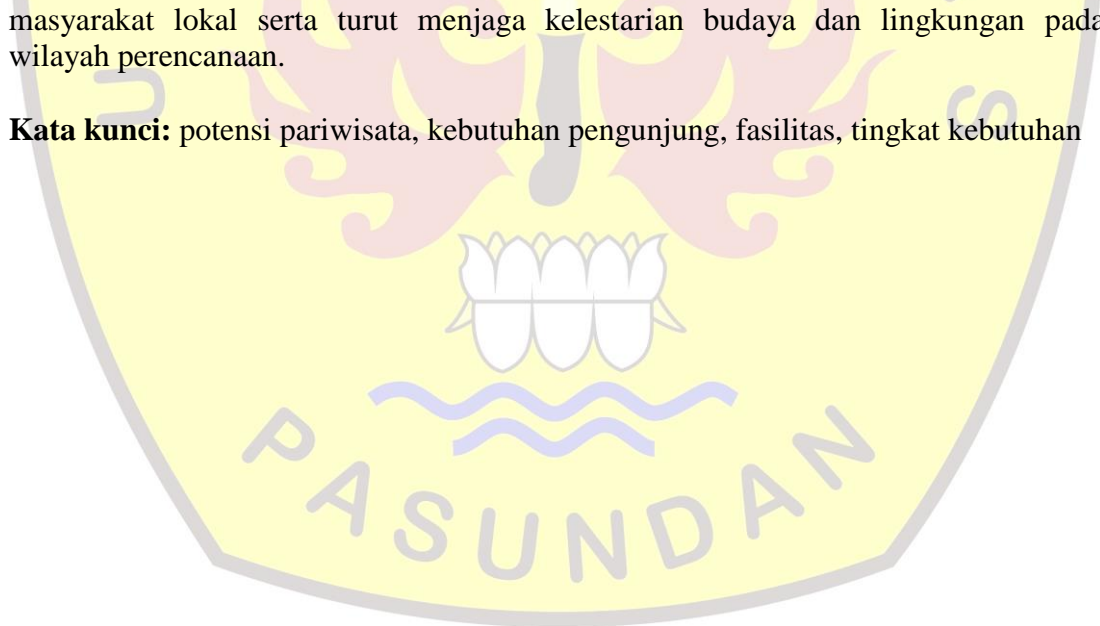 masyarakat lokal serta turut menjaga kelestarian budaya dan lingkungan pada
wilayah perencanaan.
Kata kunci: potensi pariwisata, kebutuhan pengunjung, fasilitas, tingkat kebutuhan
U
S
PASUNDAN